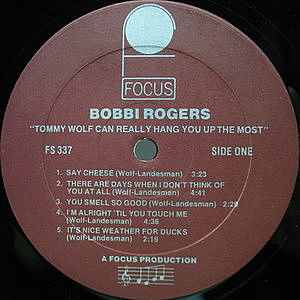 FOCUS
BOBBI ROGERS
"TOMMY WOLF CAN REALLY HANG YOU UP THE MOST"
FS 337 SIDE ONE
1. SAY CHEESE (Wolf-Landesman) 3:23
2. THERE ARE DAYS WHEN I DON'T THINK OF
YOU AT ALL (Wolf-Landesman) 4:41
3. YOU SMELL SO GOOD (Wolf-Landesman) 2:29
4. I'M ALRIGHT 'TIL YOU TOUCH ME
(Wolf-Landesman) 4:38
5. IT'S NICE WEATHER FOR DUCKS
(Wolf-Landesman) 2:19
A FOCUS PRODUCTION